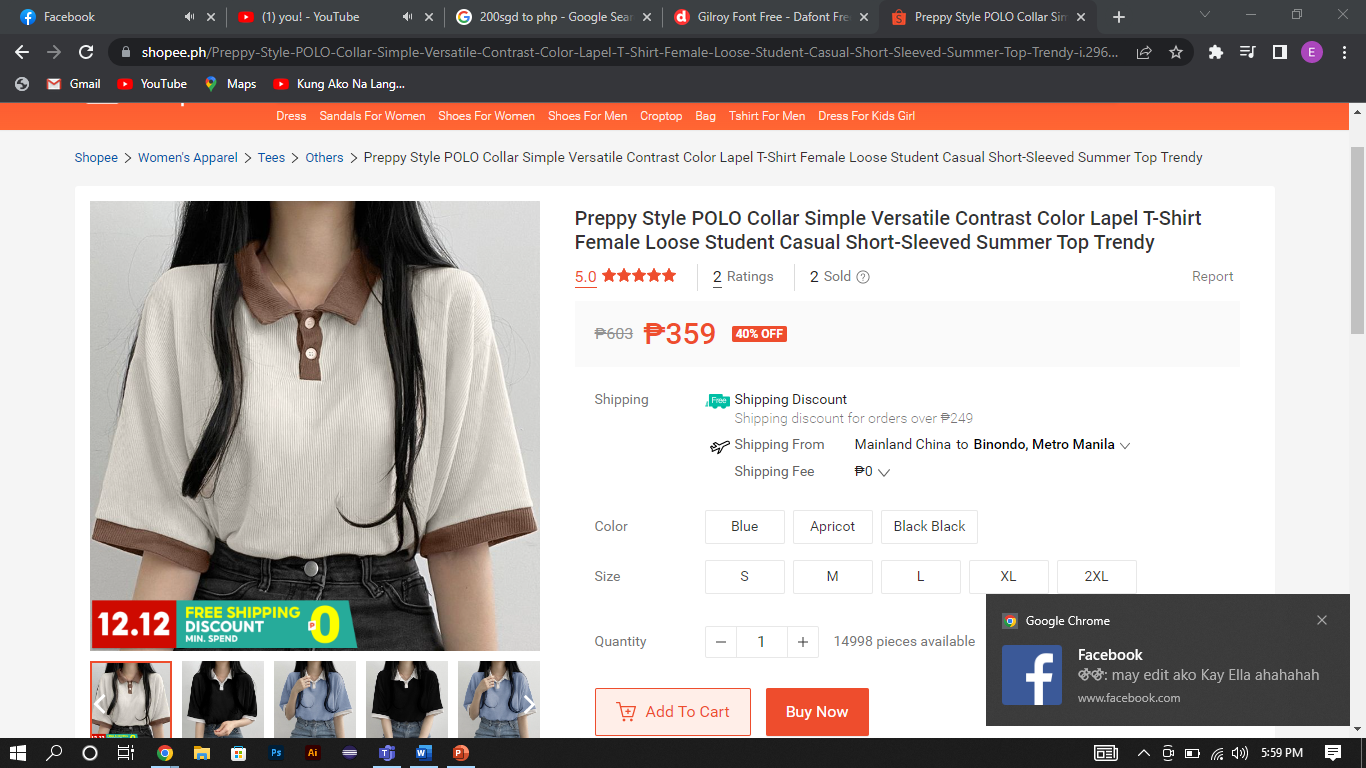 Facebook
(1) you! - YouTube
200sgd to php - Google Sear
Gilroy Font Free - Dafont Fre
Preppy Style POLO Collar Sim
shopee.ph/Preppy-Style-POLO-Collar-Simple-Versatile-Contrast-Color-Lapel-T-Shirt-Female-Loose-Student-Casual-Short-Sleeved-Summer-Top-Trendy-i.296...
E
Gmail
YouTube
Maps
Kung Ako Na Lang...
Dress Sandals For Women Shoes For Women Shoes For Men Croptop Bag Tshirt For Men Dress For Kids Girl
Shopee > Women's Apparel > Tees > Others > Preppy Style POLO Collar Simple Versatile Contrast Color Lapel T-Shirt Female Loose Student Casual Short-Sleeved Summer Top Trendy
Preppy Style POLO Collar Simple Versatile Contrast Color Lapel T-Shirt
Female Loose Student Casual Short-Sleeved Summer Top Trendy
5.0 2 Ratings 2 Sold Report
₱603 ₱359 40% OFF
Shipping
Free Shipping Discount
Shipping discount for orders over ₱249
Shipping From Mainland China to Binondo, Metro Manila
Shipping Fee ₱0
Color Blue Apricot Black Black
Size S M L XL 2XL
Quantity 1 14998 pieces available
Add To Cart Buy Now
12.12
FREE SHIPPING
DISCOUNT
MIN. SPEND
₱0
Google Chrome
Facebook
: may edit ako Kay Ella ahahahah
www.facebook.com
Ps
Ai
5:59 PM